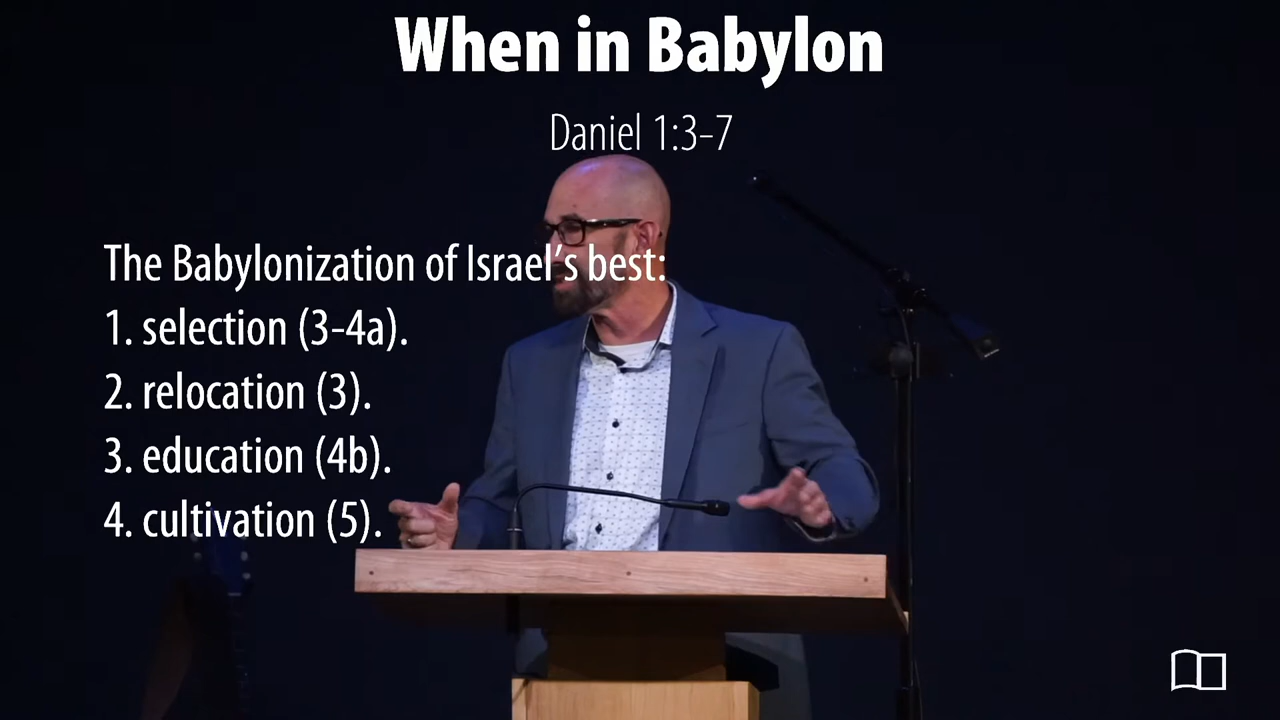 When in Babylon
Daniel 1:3-7
The Babylonization of Israel's best:
1. selection (3-4a).
2. relocation (3).
3. education (4b).
4. cultivation (5).